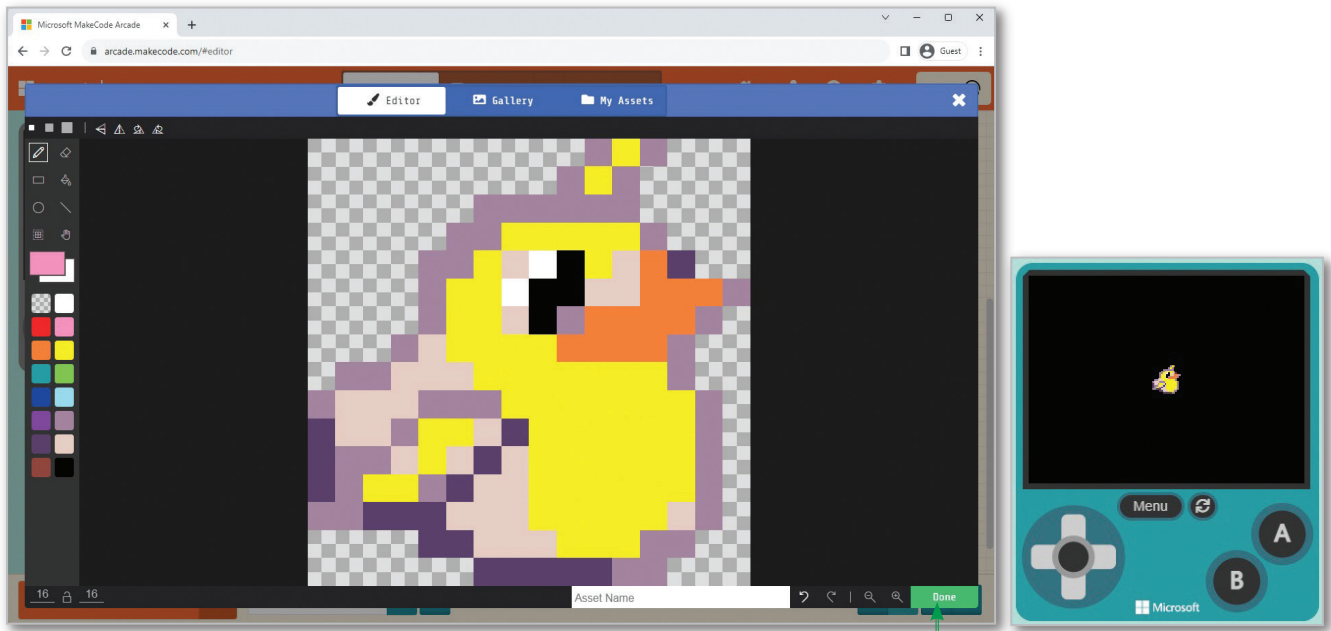 Microsoft MakeCode Arcade
arcade.makecode.com/#editor
Guest
Editor
Gallery
My Assets
16
16
Asset Name
Done
Menu
A
B
Microsoft